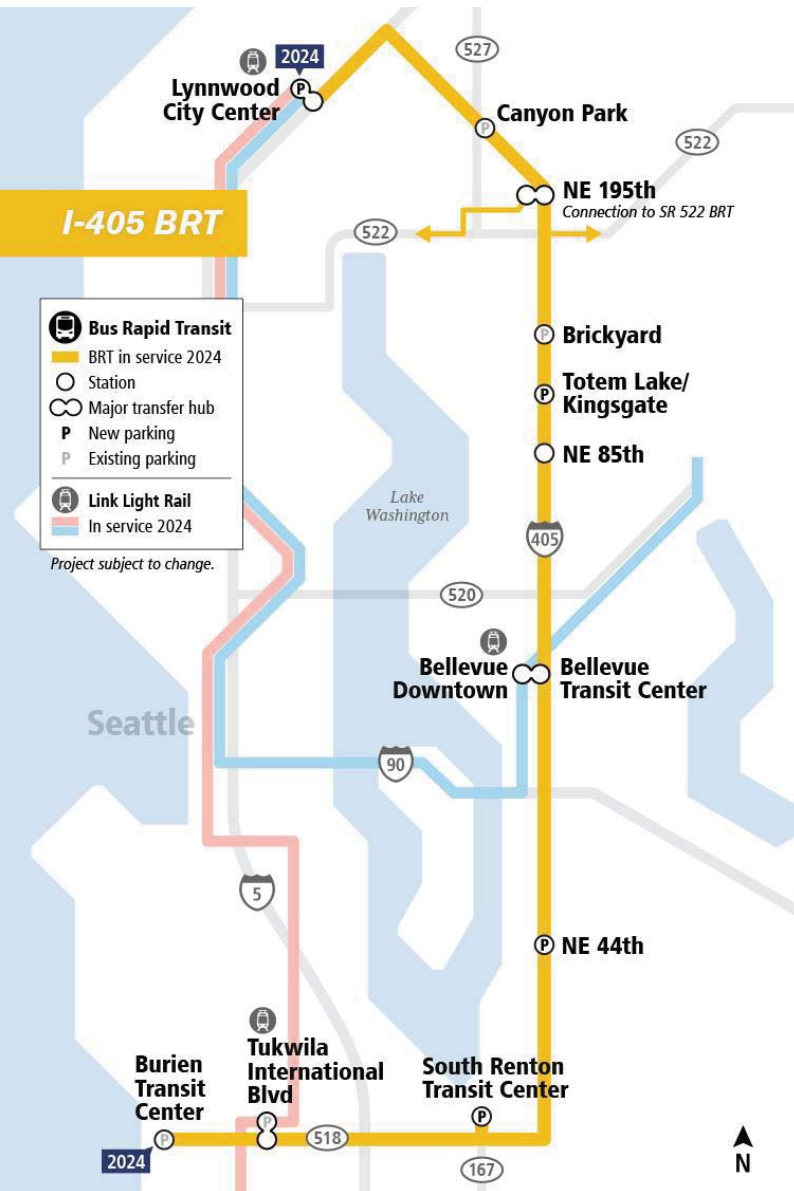 2024
527
Lynnwood
City Center
P
P
Canyon Park
522
NE 195th
Connection to SR 522 BRT
I-405 BRT
522
Bus Rapid Transit
BRT in service 2024
Station
Major transfer hub
P New parking
P Existing parking
Link Light Rail
In service 2024
Project subject to change.
P
Brickyard
P
Totem Lake/
Kingsgate
NE 85th
Lake
Washington
405
520
Bellevue
Downtown
Bellevue
Transit Center
Seattle
90
5
P
NE 44th
Tukwila
International
Blvd
Burien
Transit
Center
South Renton
Transit Center
P
P
P
518
2024
167
N